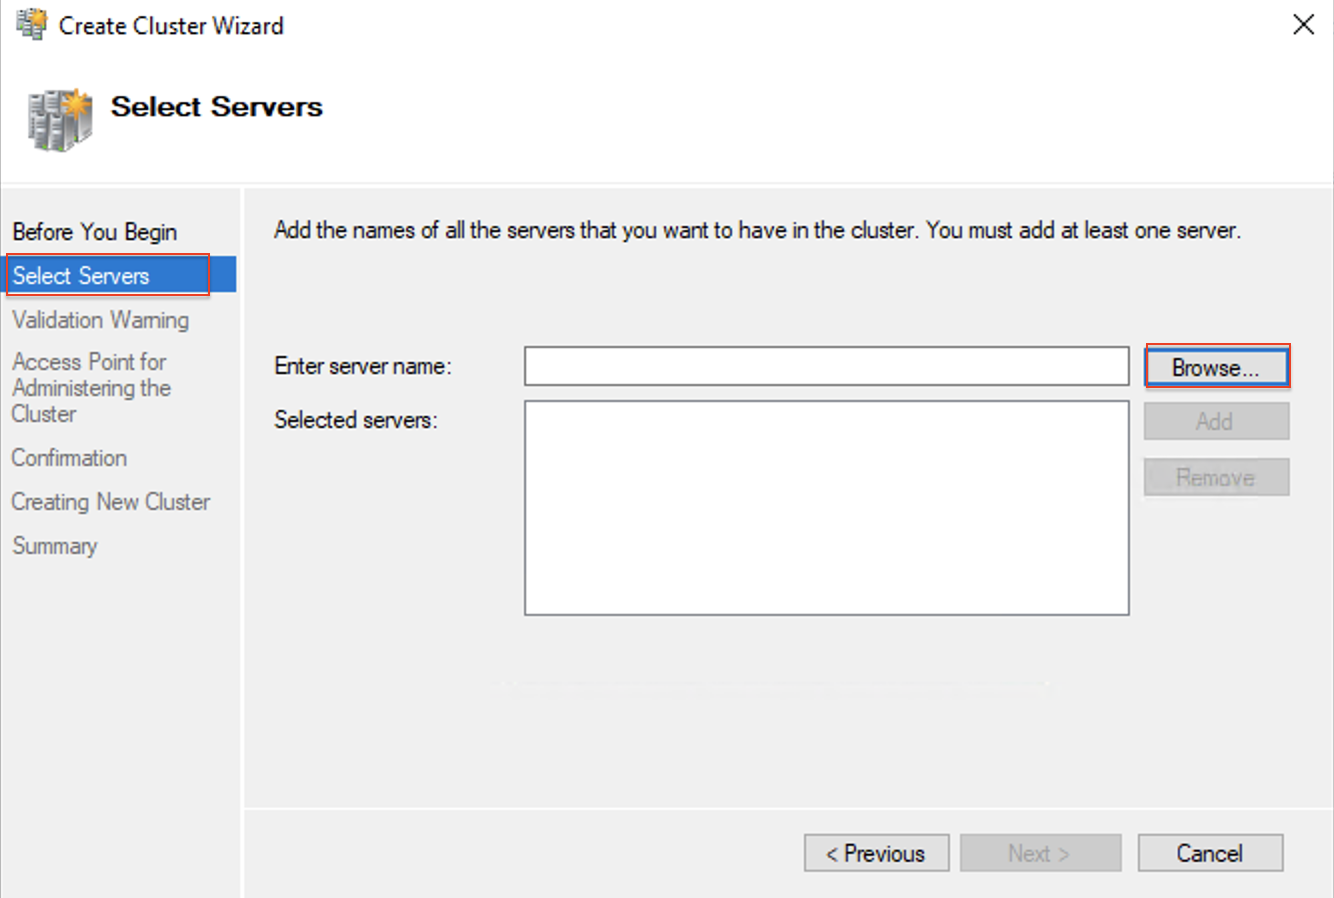 Create Cluster Wizard
Select Servers
Before You Begin
Select Servers
Validation Warning
Access Point for
Administering the
Cluster
Confirmation
Creating New Cluster
Summary
Add the names of all the servers that you want to have in the cluster. You must add at least one server.
Enter server name:
Browse...
Selected servers:
Add
Remove
< Previous
Next >
Cancel